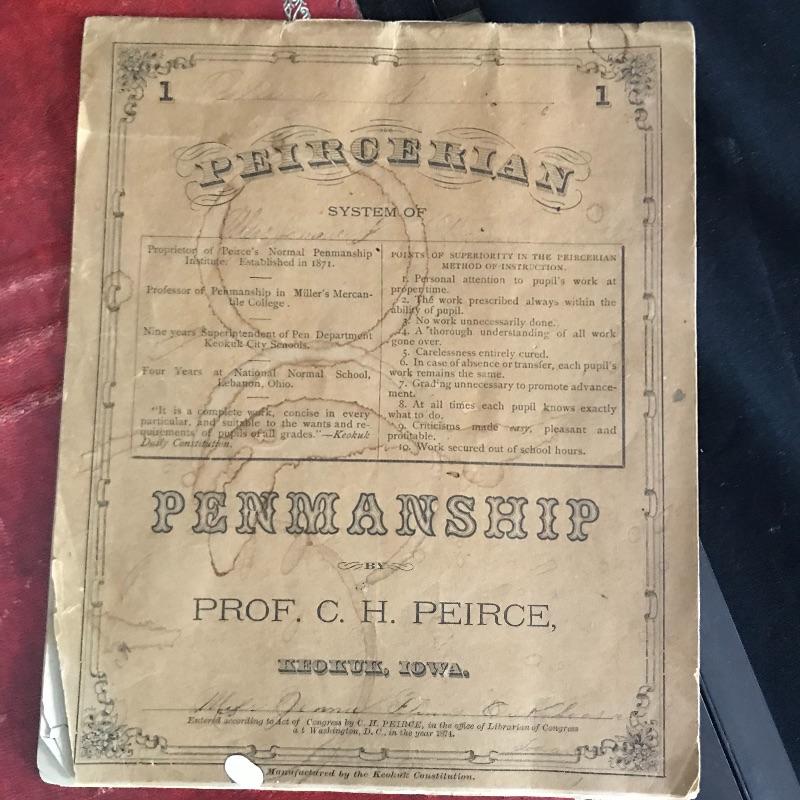 1 1
PEIRCERIAN
SYSTEM OF
Proprietor of Peirce's Normal Penmanship
Institute. Established in 1871.
Professor of Penmanship in Miller's Mercan-
tile College.
Nine years Superintendent of Pen Department
Keokuk City Schools.
Four Years at National Normal School,
Lebanon, Ohio.
"It is a complete work, concise in every
particular, and suitable to the wants and re-
quirements of pupils of all grades."—Keokuk
Daily Constitution.
POINTS OF SUPERIORITY IN THE PEIRCERIAN
METHOD OF INSTRUCTION.
1. Personal attention to pupil's work at
proper time.
2. The work prescribed always within the
ability of pupil.
3. No work unnecessarily done.
4. A thorough understanding of all work
gone over.
5. Carelessness entirely cured.
6. In case of absence or transfer, each pupil's
work remains the same.
7. Grading unnecessary to promote advance-
ment.
8. At all times each pupil knows exactly
what to do.
9. Criticisms made easy, pleasant and
profitable.
10. Work secured out of school hours.
PENMANSHIP
BY
PROF. C. H. PEIRCE,
KEOKUK, IOWA.
Miss Jennie
Entered according to Act of Congress by C. H. PEIRCE, in the office of Librarian of Congress
at Washington, D. C., in the year 1874.
Manufactured by the Keokuk Constitution.